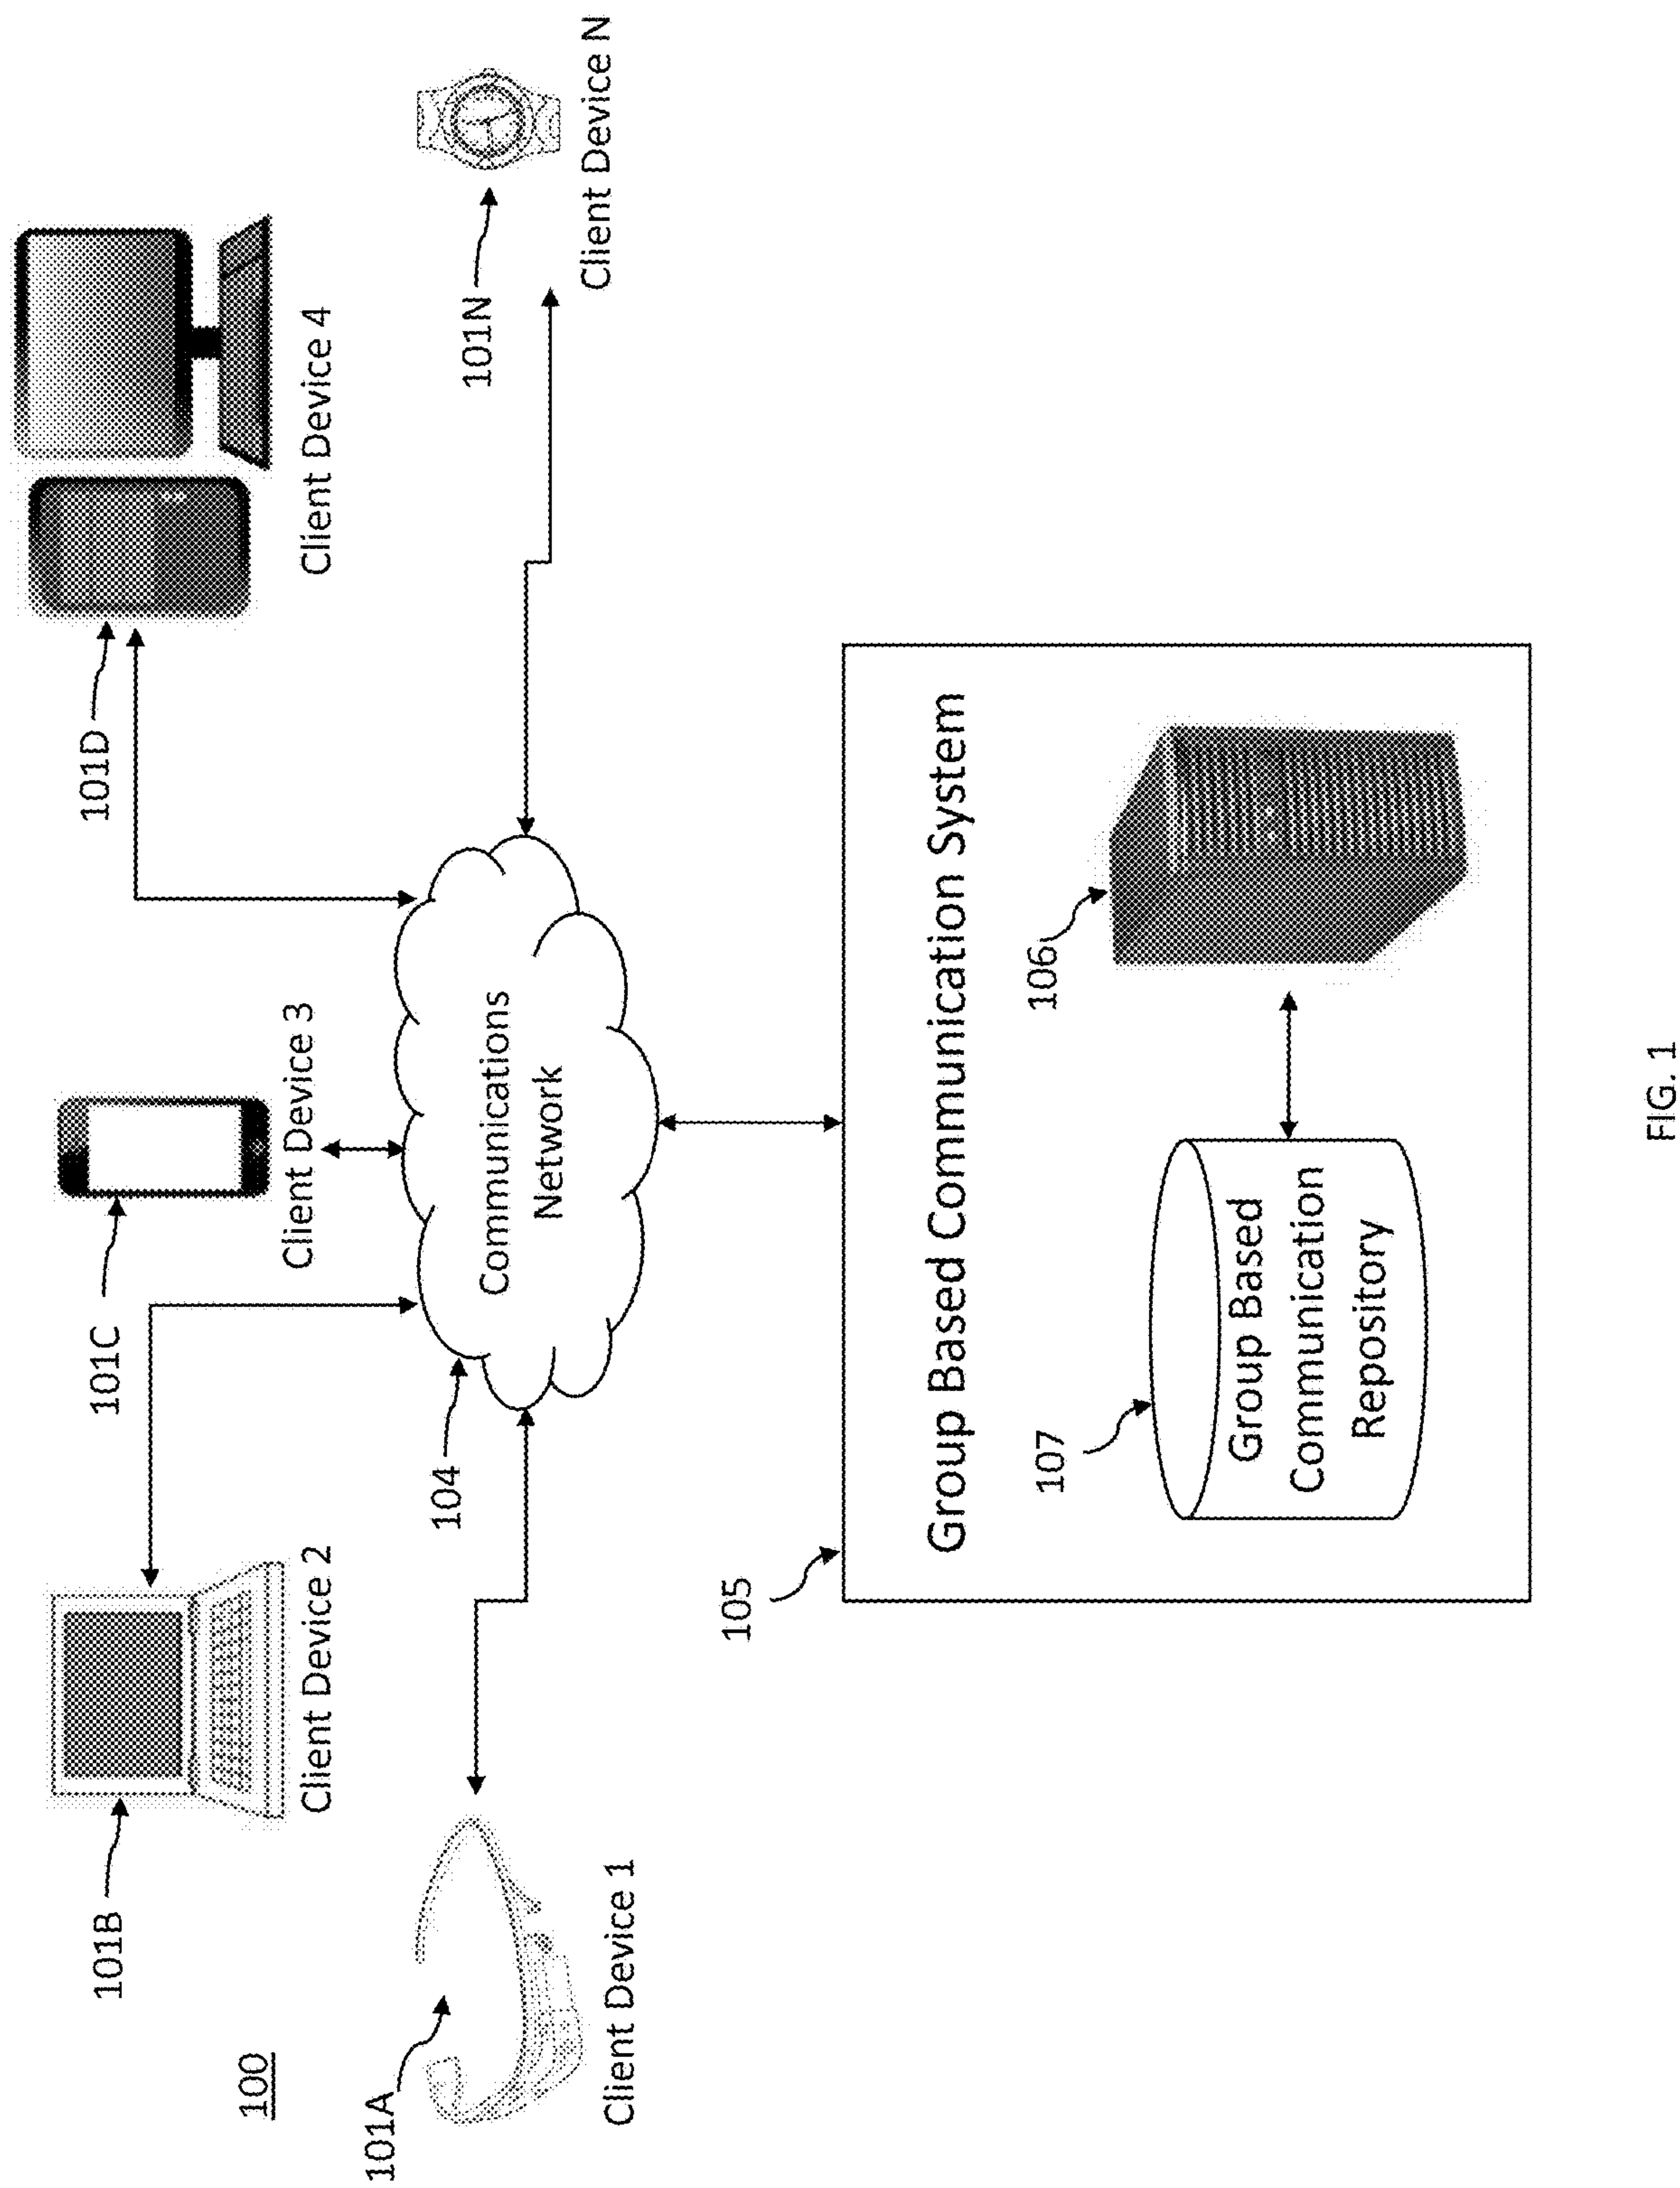 100
101A
Client Device 1
101B
Client Device 2
101C
Client Device 3
101D
Client Device 4
101N
Client Device N
104
Communications
Network
105
Group Based Communication System
106
107
Group Based
Communication
Repository
FIG. 1